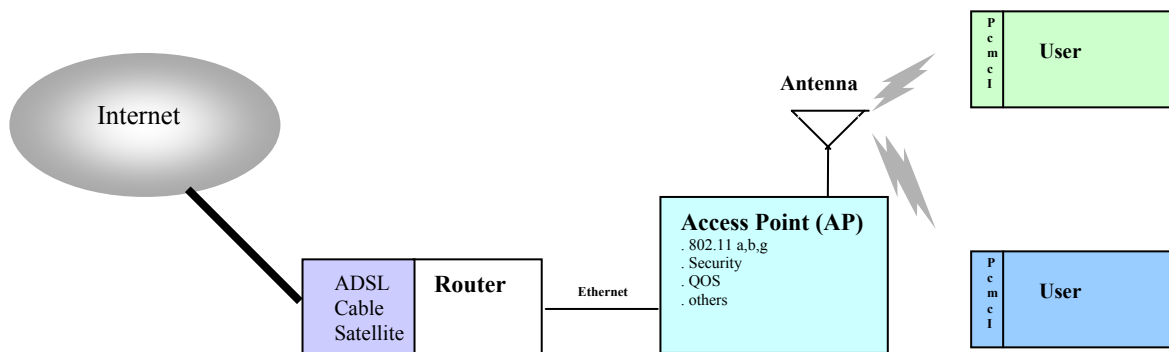 Internet
ADSL
Cable
Satellite
Router
Ethernet
Antenna
Access Point (AP)
. 802.11 a,b,g
. Security
. QOS
. others
P
c
m
c
I
User
P
c
m
c
I
User